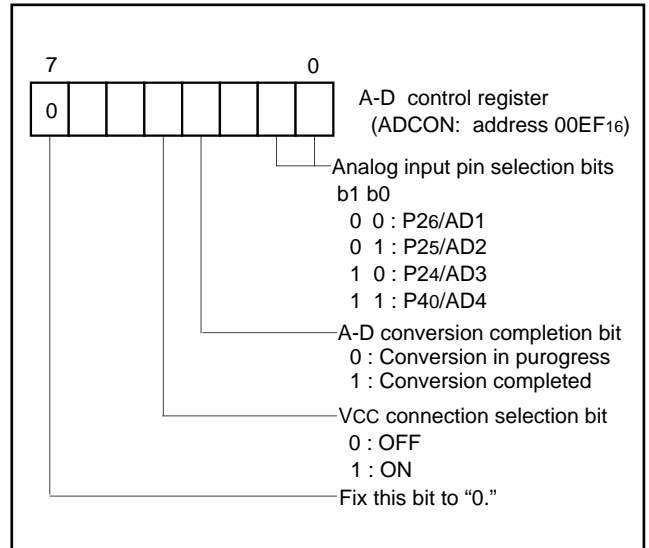 7 0
0
A-D control register
(ADCON: address 00EF16)
Analog input pin selection bits
b1 b0
0 0 : P26/AD1
0 1 : P25/AD2
1 0 : P24/AD3
1 1 : P40/AD4
A-D conversion completion bit
0 : Conversion in purogress
1 : Conversion completed
VCC connection selection bit
0 : OFF
1 : ON
Fix this bit to “0.”